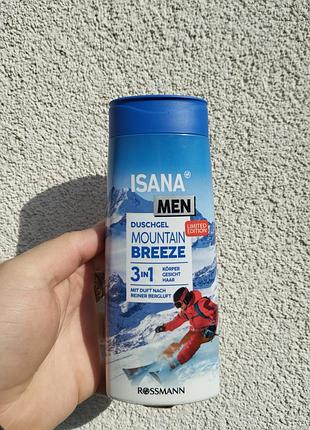 ISANA
MEN
LIMITED
EDITION
DUSCHGEL
MOUNTAIN
BREEZE
3 IN 1
KÖRPER
GESICHT
HAAR
MIT DUFT NACH
REINER BERGLUFT
ROSSMANN